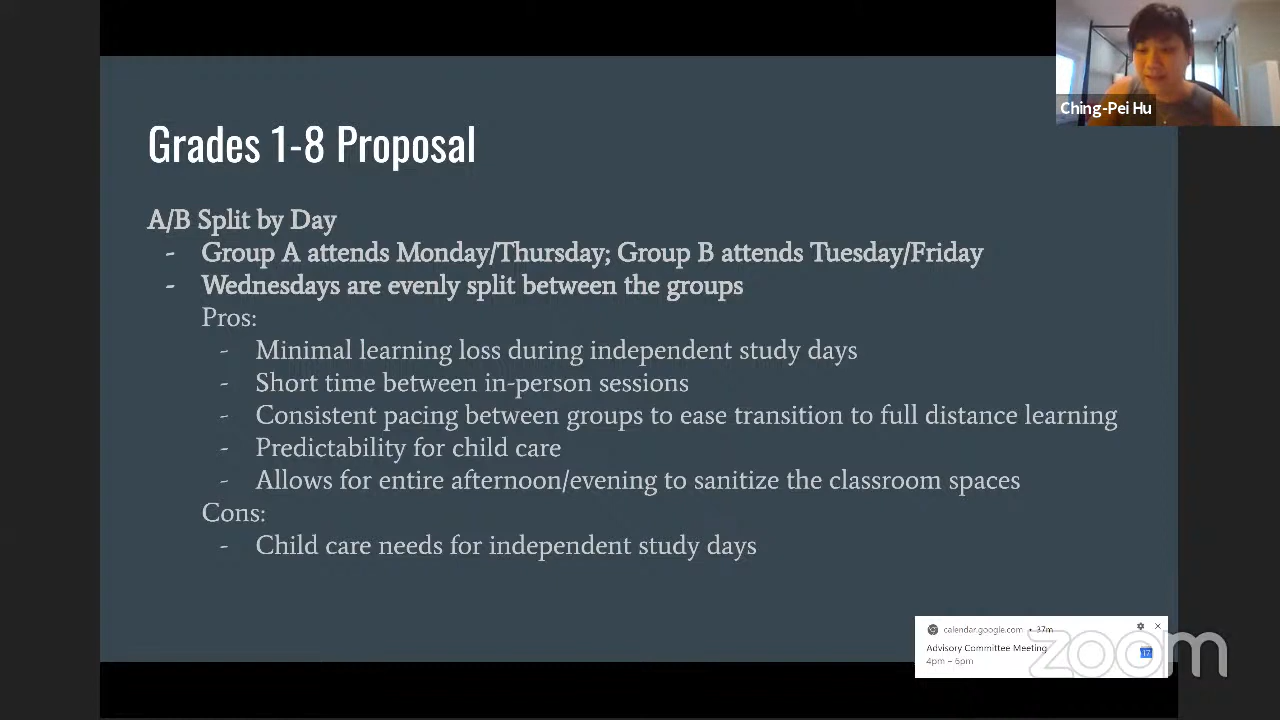 Ching-Pei Hu
Grades 1-8 Proposal
A/B Split by Day
- Group A attends Monday/Thursday; Group B attends Tuesday/Friday
- Wednesdays are evenly split between the groups
Pros:
- Minimal learning loss during independent study days
- Short time between in-person sessions
- Consistent pacing between groups to ease transition to full distance learning
- Predictability for child care
- Allows for entire afternoon/evening to sanitize the classroom spaces
Cons:
- Child care needs for independent study days
calendar.google.com • 37m
Advisory Committee Meeting
4pm – 6pm
17
zoom